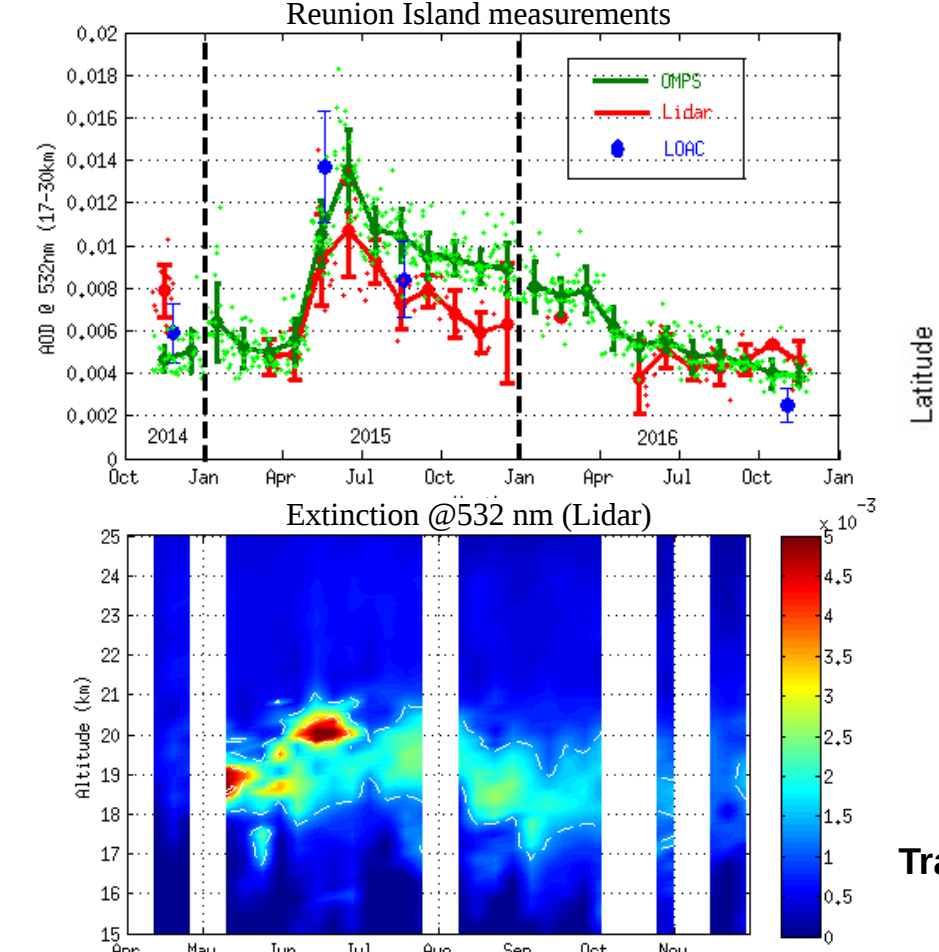 Reunion Island measurements
0.02
0.018
0.016
0.014
0.012
0.01
0.008
0.006
0.004
0.002
0
AOD @ 532nm (17-30km)
OMPS
Lidar
LOAC
2014 2015 2016
Oct Jan Apr Jul Oct Jan Apr Jul Oct Jan
Latitude
Extinction @532 nm (Lidar)
x 10⁻³
25
24
23
22
21
20
19
18
17
16
15
Altitude (km)
Apr May Jun Jul Aug Sep Oct Nov
5
4.5
4
3.5
3
2.5
2
1.5
1
0.5
0
Tra